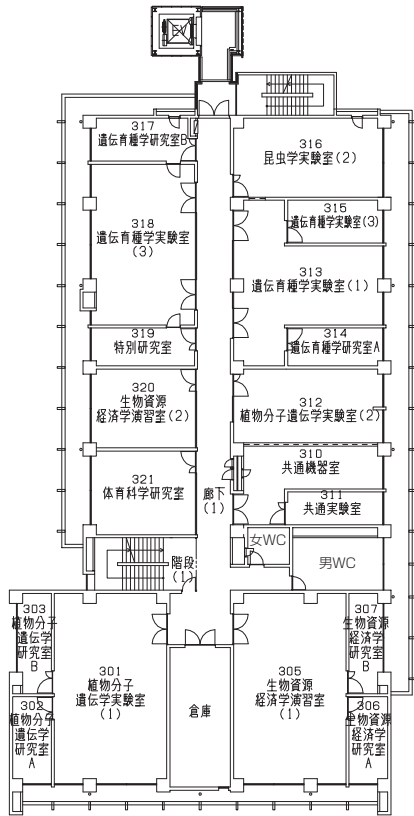 EV
317
遺伝育種学研究室B
316
昆虫学実験室(2)
315
遺伝育種学実験室(3)
318
遺伝育種学実験室
(3)
313
遺伝育種学実験室(1)
319
特別研究室
314
遺伝育種学研究室A
320
生物資源
経済学演習室(2)
312
植物分子遺伝学実験室(2)
310
共通機器室
321
体育科学研究室
廊下
(1)
311
共通実験室
女WC
男WC
階段
(1)
303
植物分子
遺伝学
研究室
B
301
植物分子
遺伝学実験室
(1)
302
植物分子
遺伝学
研究室
A
倉庫
305
生物資源
経済学演習室
(1)
307
生物資源
経済学
研究室
B
306
生物資源
経済学
研究室
A